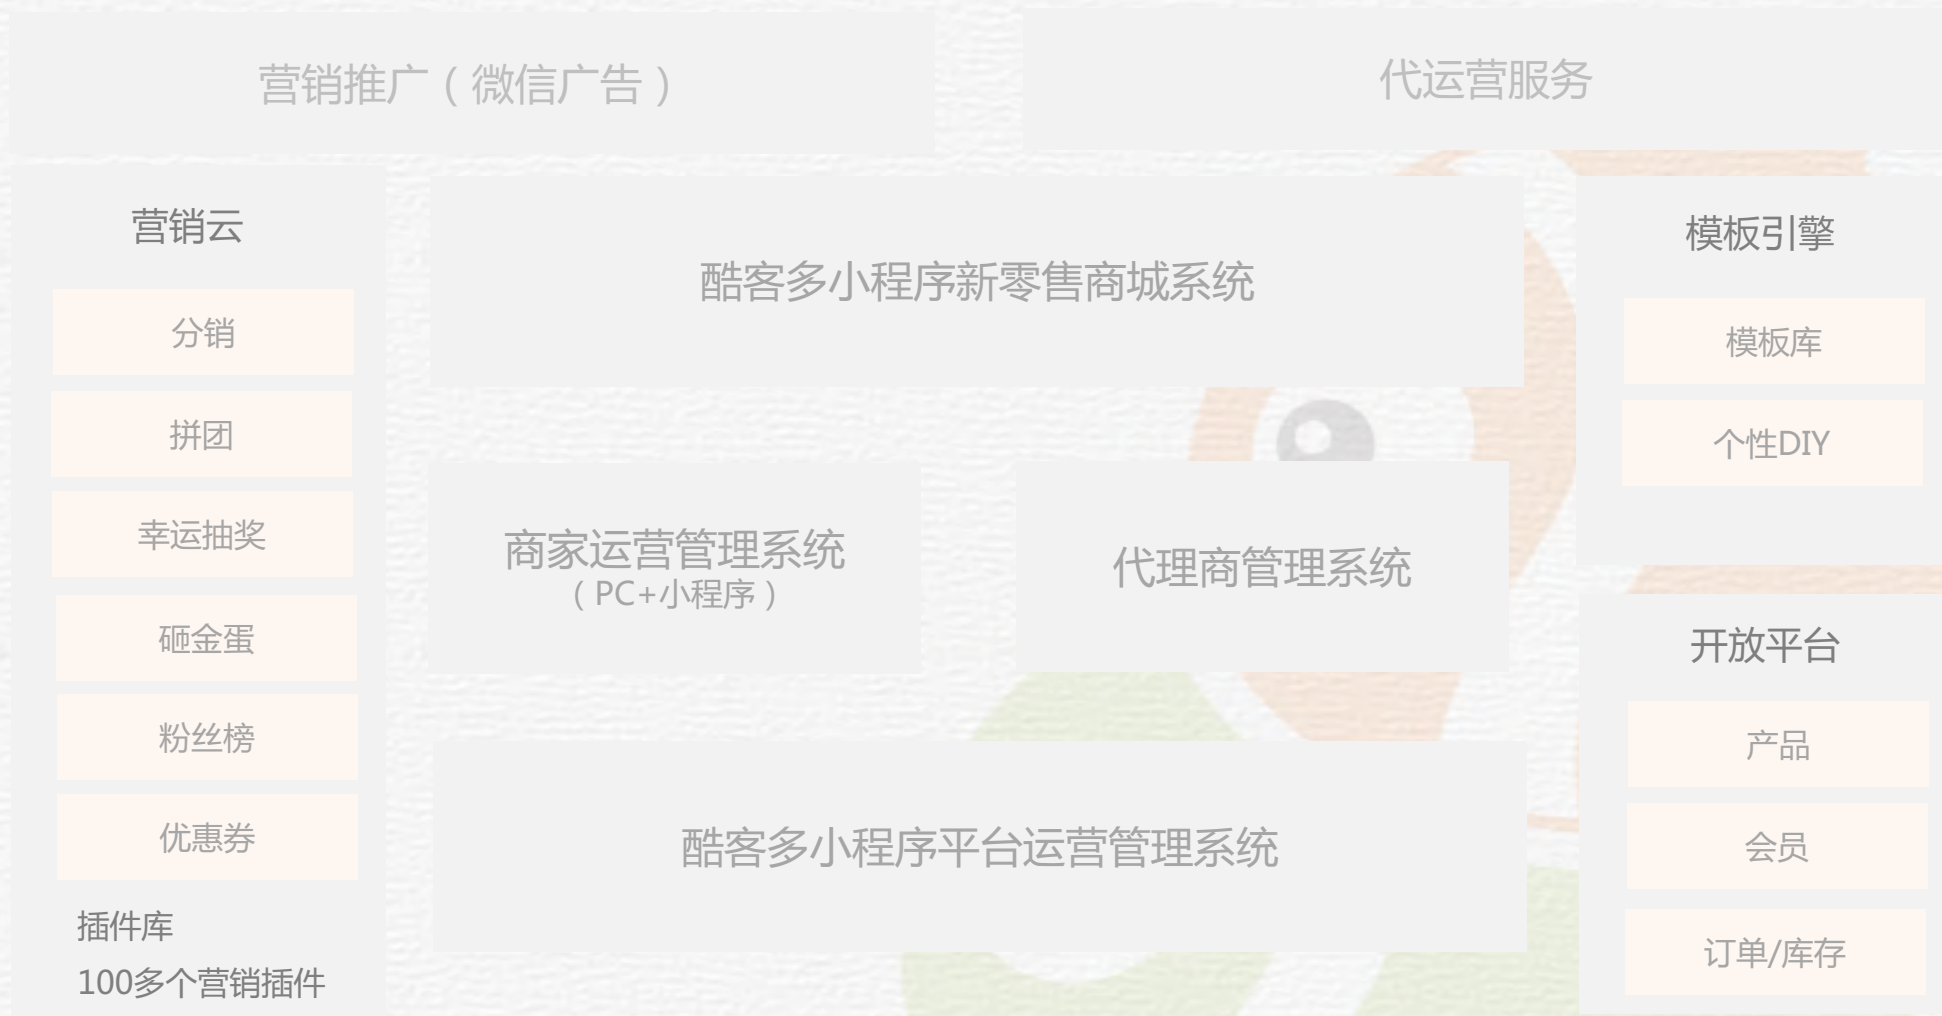 营销推广（微信广告）
代运营服务
营销云
分销
拼团
幸运抽奖
砸金蛋
粉丝榜
优惠券
插件库
100多个营销插件
酷客多小程序新零售商城系统
商家运营管理系统
（PC+小程序）
代理商管理系统
酷客多小程序平台运营管理系统
模板引擎
模板库
个性DIY
开放平台
产品
会员
订单/库存